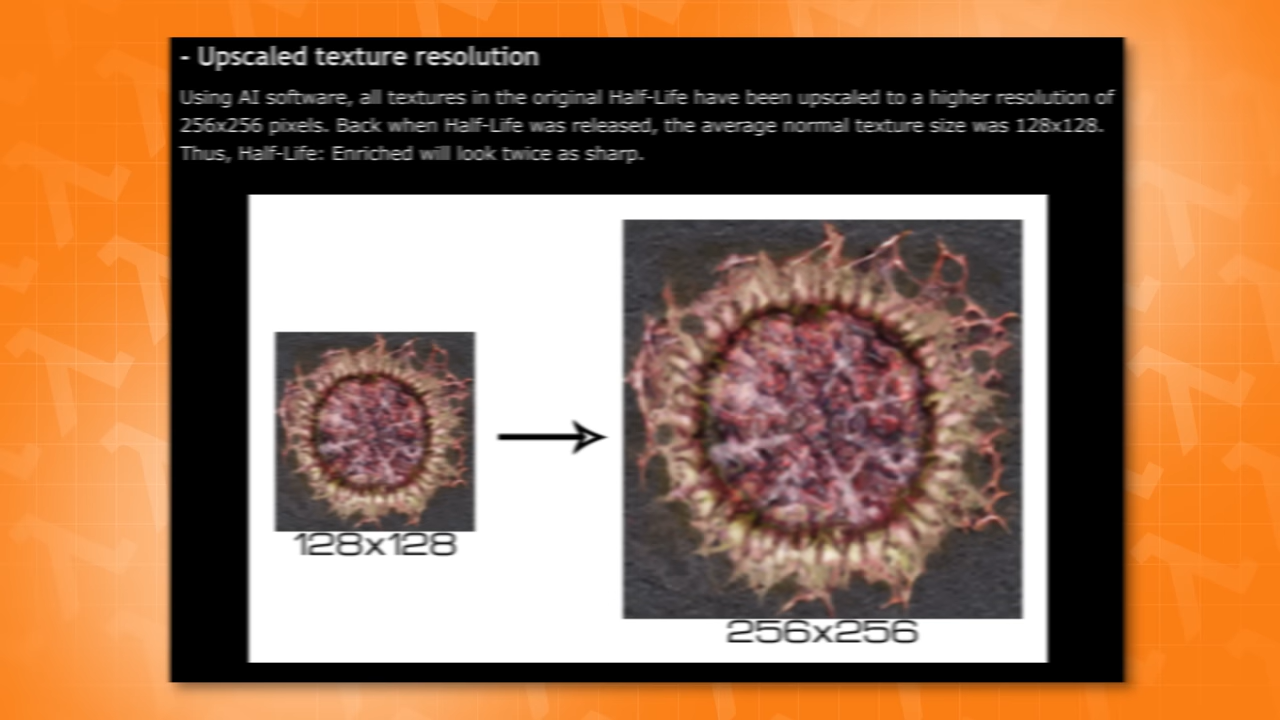 - Upscaled texture resolution
Using AI software, all textures in the original Half-Life have been upscaled to a higher resolution of
256x256 pixels. Back when Half-Life was released, the average normal texture size was 128x128.
Thus, Half-Life: Enriched will look twice as sharp.
128x128
256x256